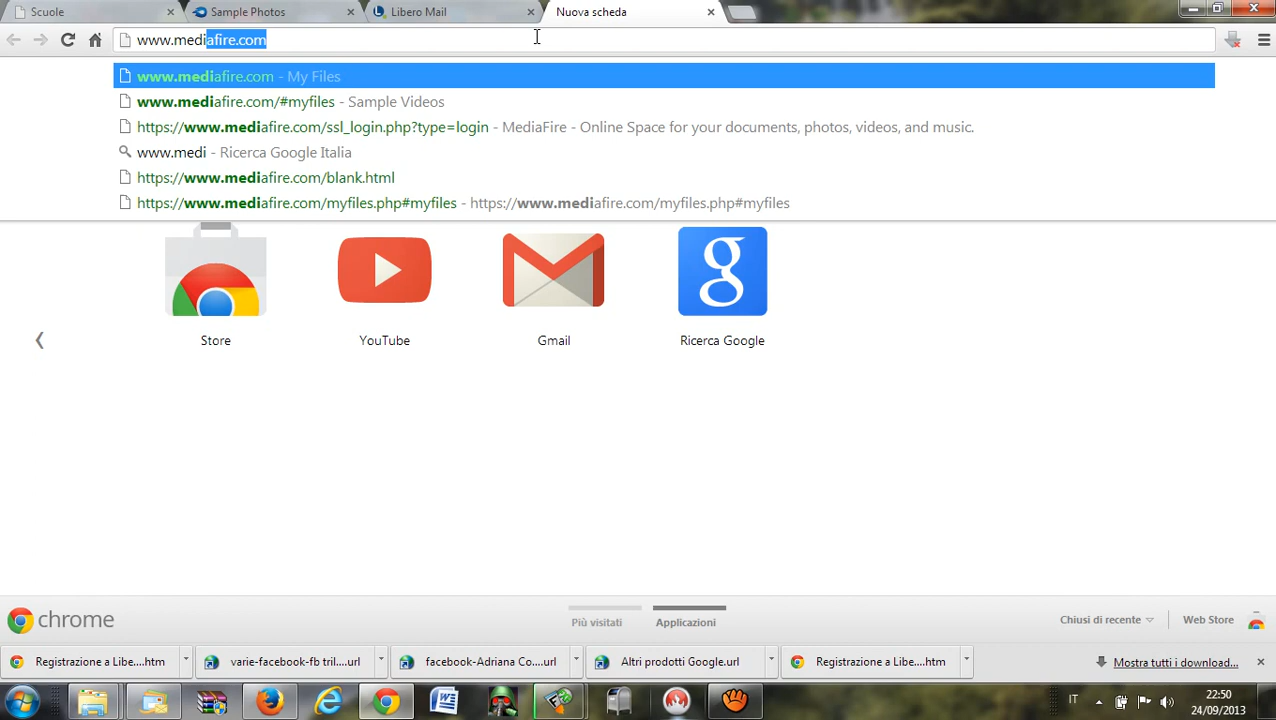 Scuole
Sample Photos
Libero Mail
Nuova scheda
www.mediafire.com
www.mediafire.com - My Files
www.mediafire.com/#myfiles - Sample Videos
https://www.mediafire.com/ssl_login.php?type=login - MediaFire - Online Space for your documents, photos, videos, and music.
www.medi - Ricerca Google Italia
https://www.mediafire.com/blank.html
https://www.mediafire.com/myfiles.php#myfiles - https://www.mediafire.com/myfiles.php#myfiles
Store
YouTube
Gmail
Ricerca Google
chrome
Più visitati
Applicazioni
Chiusi di recente
Web Store
Registrazione a Libe....htm
varie-facebook-fb tril....url
facebook-Adriana Co....url
Altri prodotti Google.url
Registrazione a Libe....htm
Mostra tutti i download...
IT
22:50
24/09/2013